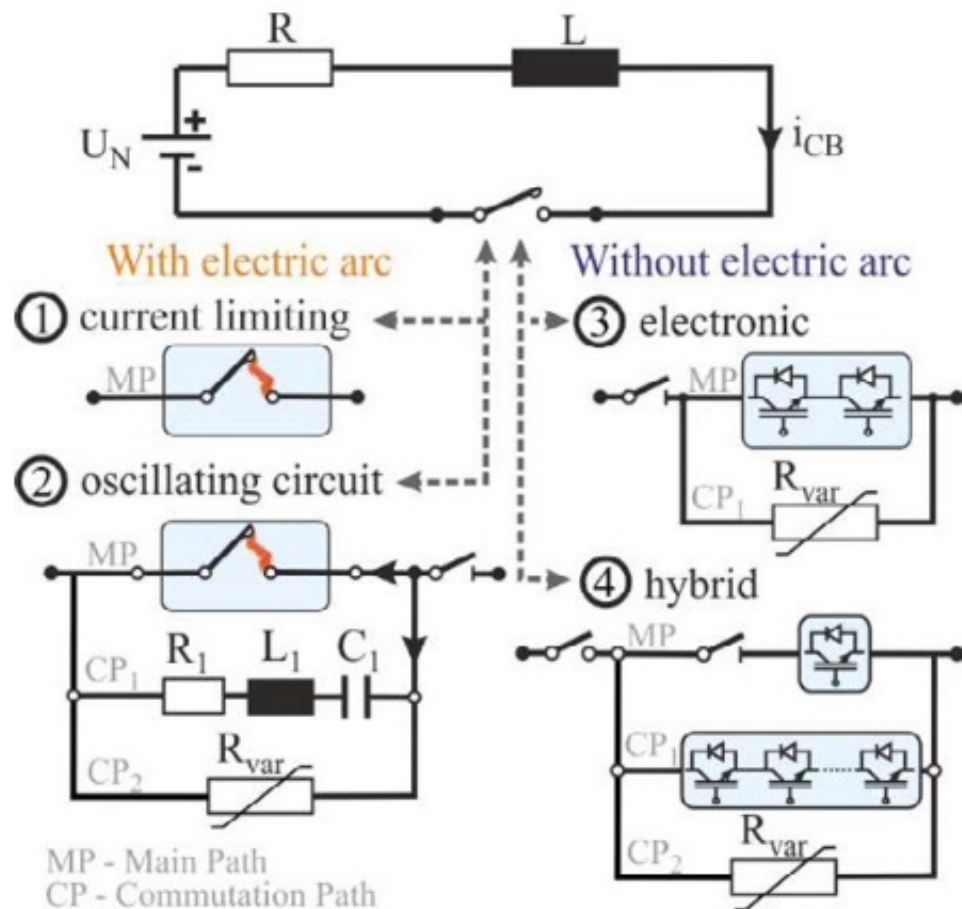 R
L
U_N
+
-
i_CB
With electric arc
Without electric arc
1 current limiting
MP
3 electronic
MP
CP_1
R_var
2 oscillating circuit
MP
CP_1
R_1
L_1
C_1
CP_2
R_var
4 hybrid
MP
CP_1
CP_2
R_var
MP - Main Path
CP - Commutation Path